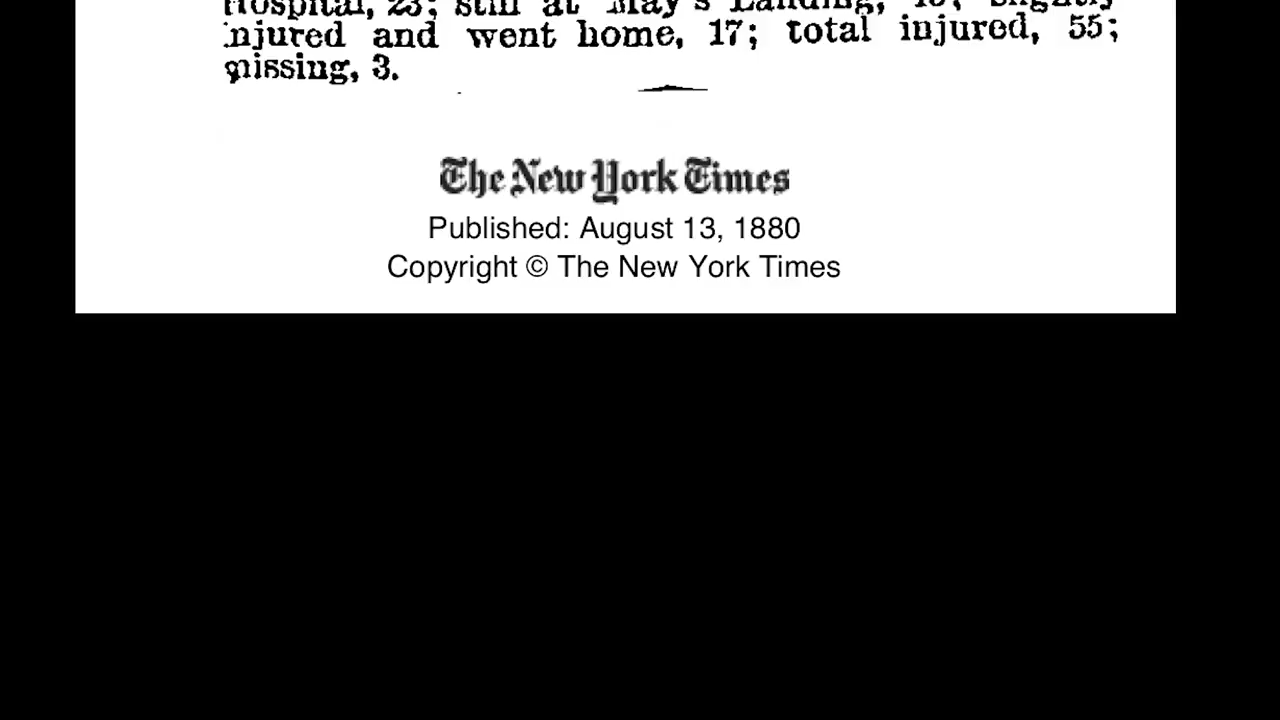 Hospital, 23; still at May's Landing, 15; slightly
injured and went home, 17; total injured, 55;
missing, 3.
The New York Times
Published: August 13, 1880
Copyright © The New York Times